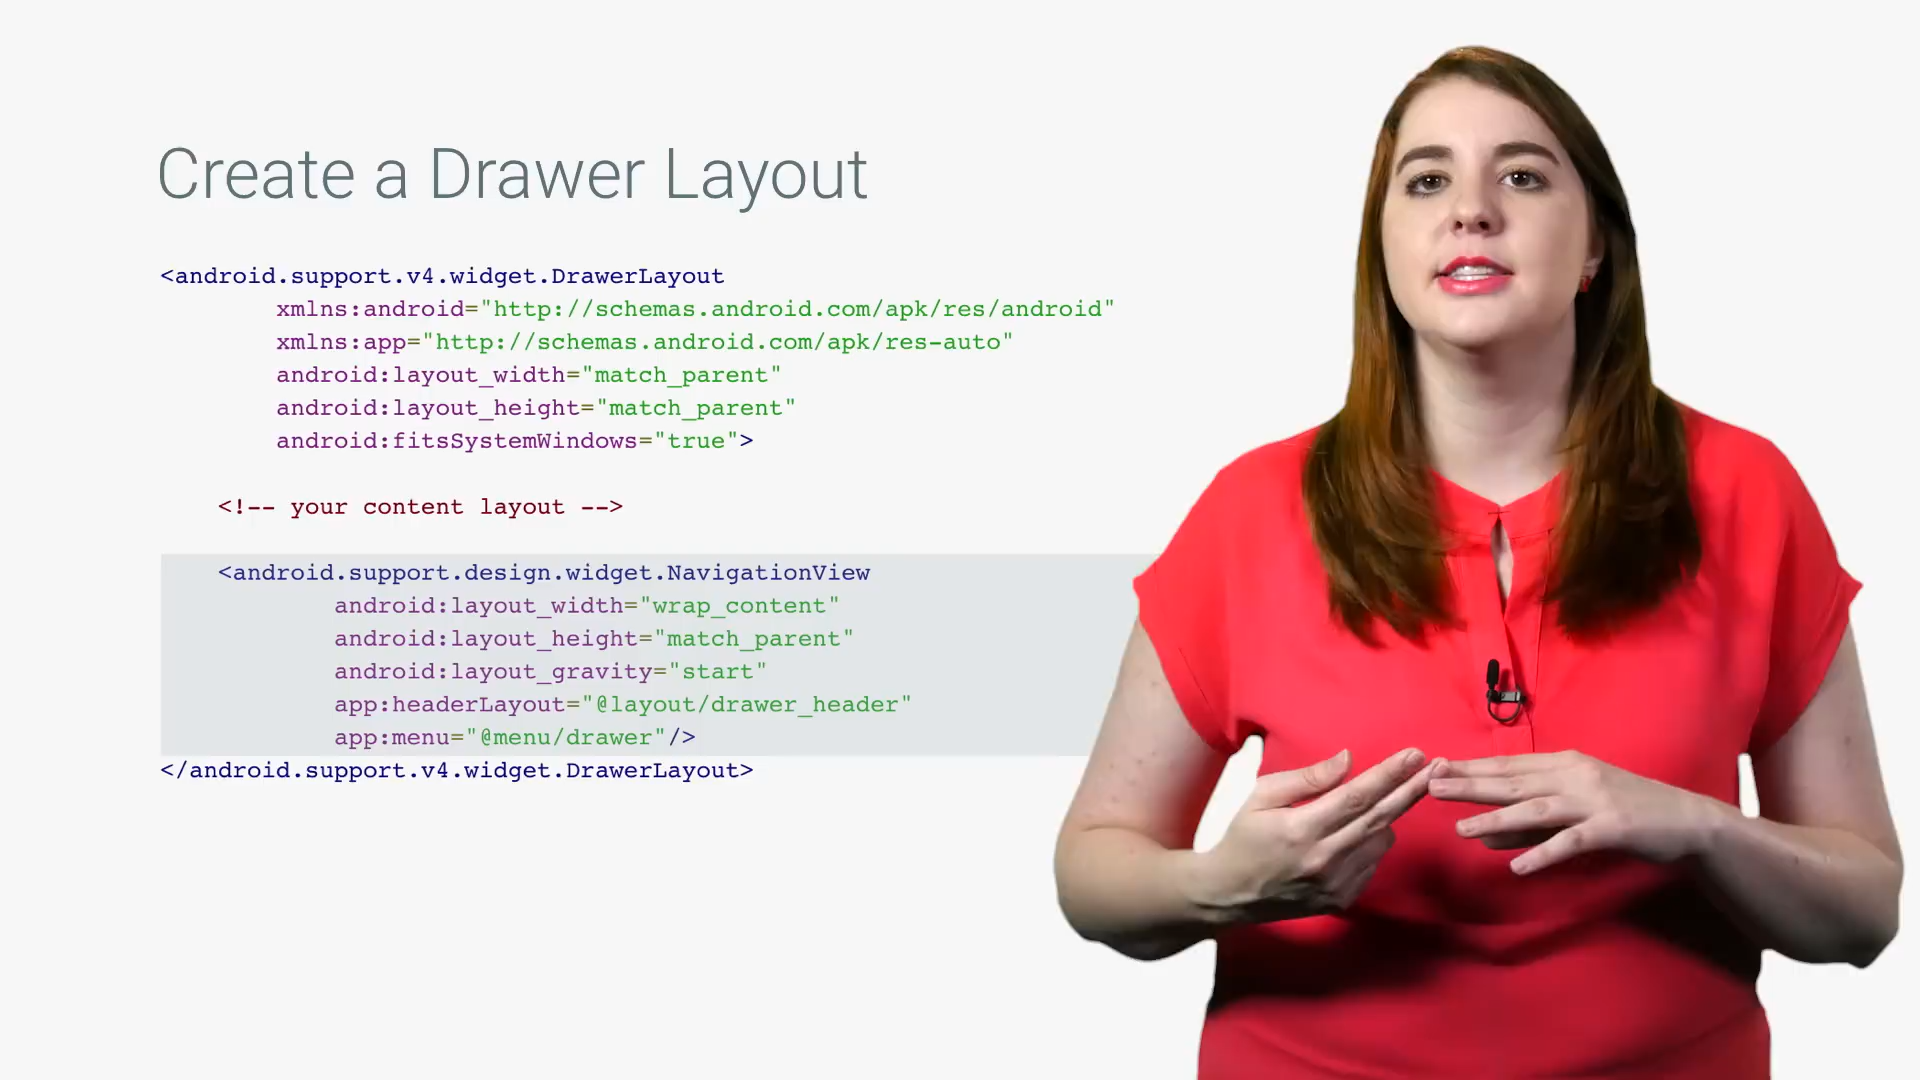 Create a Drawer Layout
<android.support.v4.widget.DrawerLayout
xmlns:android="http://schemas.android.com/apk/res/android"
xmlns:app="http://schemas.android.com/apk/res-auto"
android:layout_width="match_parent"
android:layout_height="match_parent"
android:fitsSystemWindows="true">
<!-- your content layout -->
<android.support.design.widget.NavigationView
android:layout_width="wrap_content"
android:layout_height="match_parent"
android:layout_gravity="start"
app:headerLayout="@layout/drawer_header"
app:menu="@menu/drawer"/>
</android.support.v4.widget.DrawerLayout>